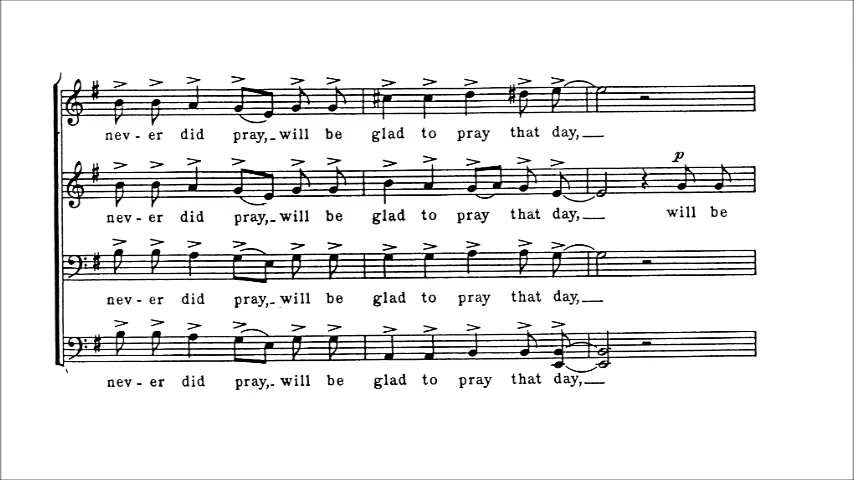 nev - er did pray, will be glad to pray that day,
p
nev - er did pray, will be glad to pray that day, will be
nev - er did pray, will be glad to pray that day,
nev - er did pray, will be glad to pray that day,